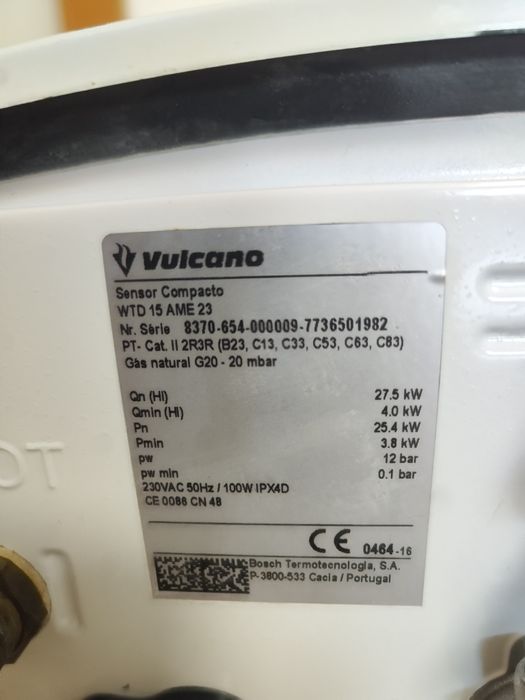 Vulcano
Sensor Compacto
WTD 15 AME 23
Nr. Série 8370-654-000009-7736501982
PT- Cat. II 2R3R (B23, C13, C33, C53, C63, C83)
Gás natural G20 - 20 mbar
Qn (Hi) 27.5 kW
Qmin (Hi) 4.0 kW
Pn 25.4 kW
Pmin 3.8 kW
pw 12 bar
pw min 0.1 bar
230VAC 50Hz / 100W IPX4D
CE 0086 CN 48
CE 0464 -16
Bosch Termotecnologia, S.A.
P-3800-533 Cacia / Portugal
OT